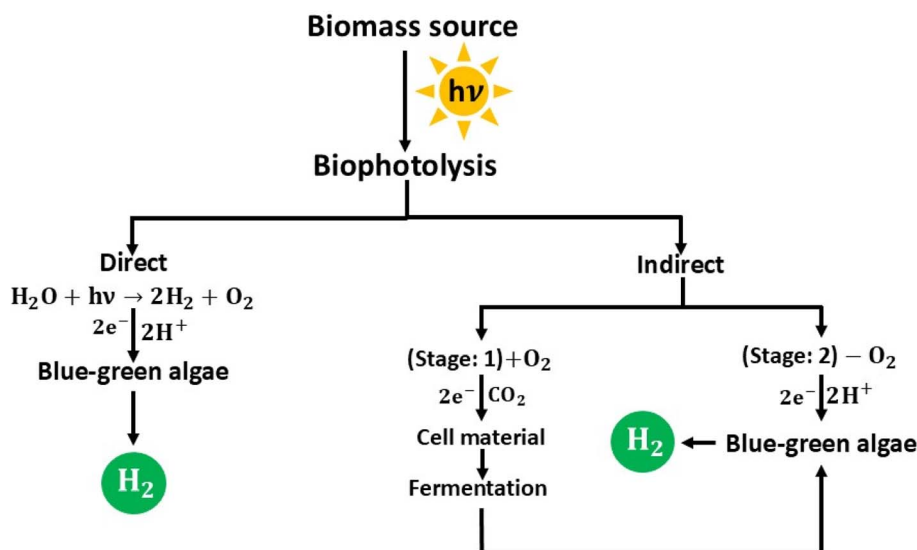 Biomass source
hν
Biophotolysis
Direct
H₂O + hν → 2H₂ + O₂
2e⁻ 2H⁺
Blue-green algae
H₂
Indirect
(Stage: 1)+O₂
2e⁻ CO₂
Cell material
Fermentation
(Stage: 2) − O₂
2e⁻ 2H⁺
Blue-green algae
H₂